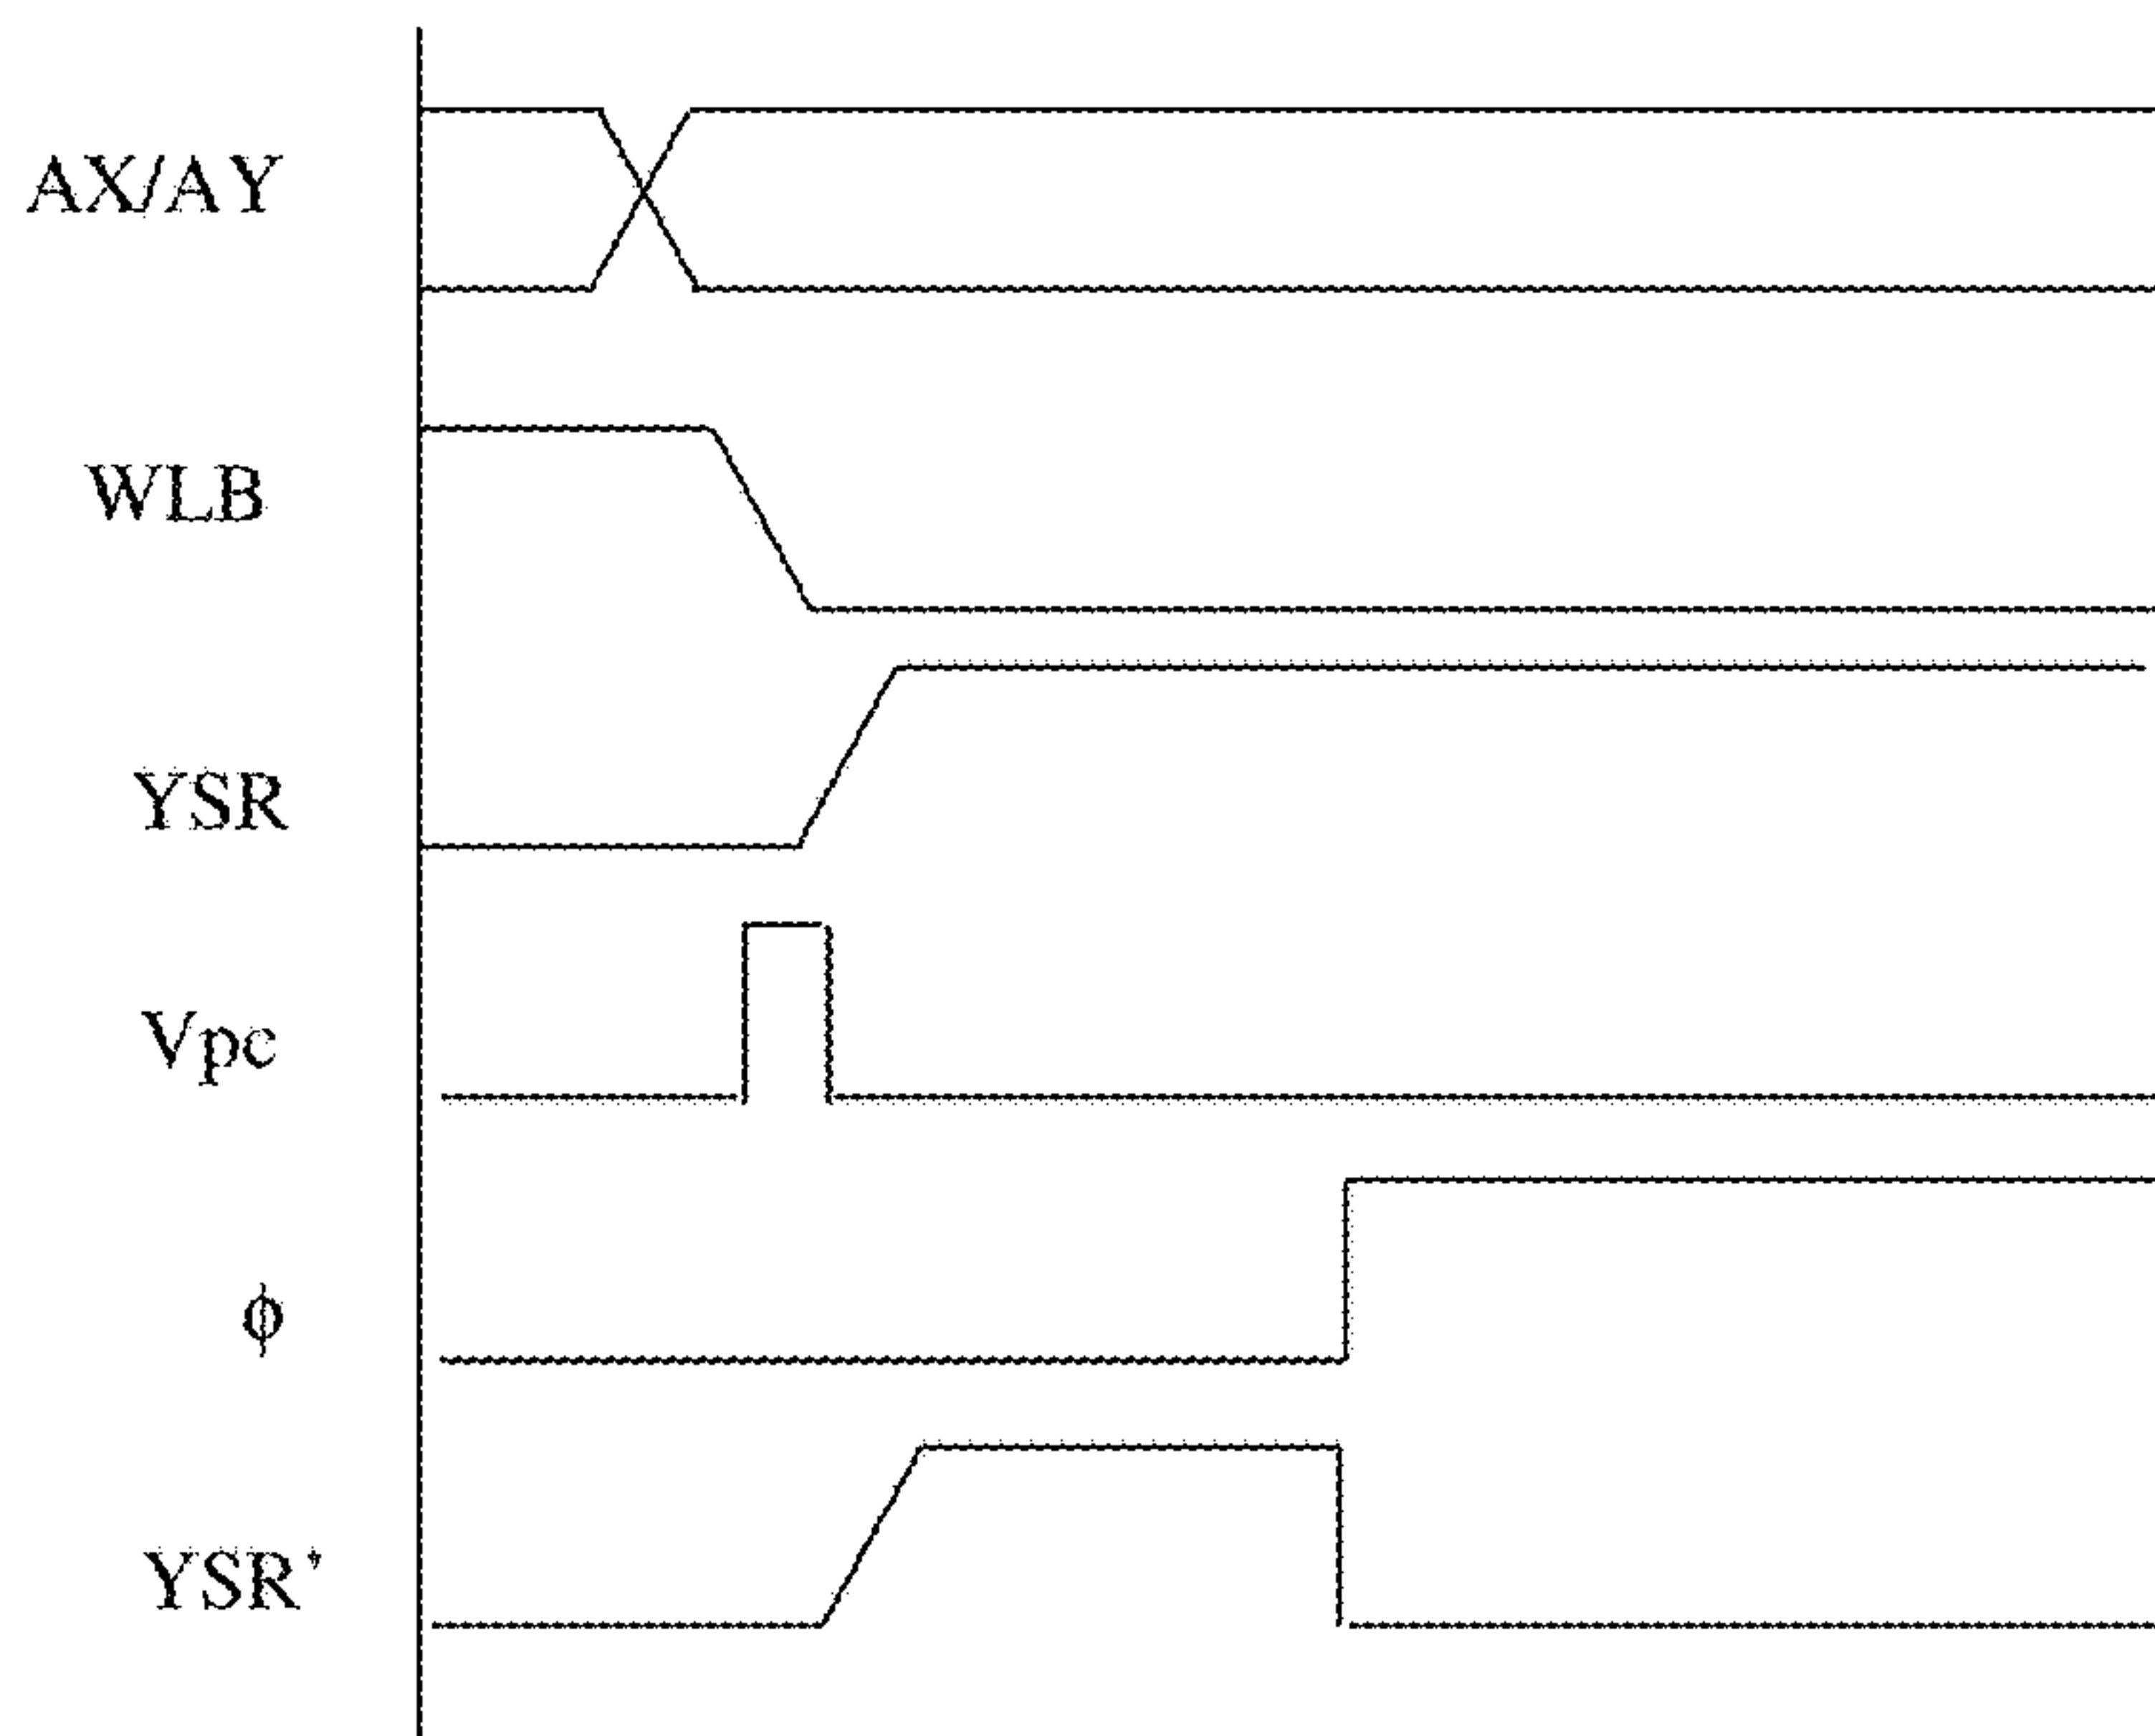 AX/AY
WLB
YSR
Vpc
ϕ
YSR'